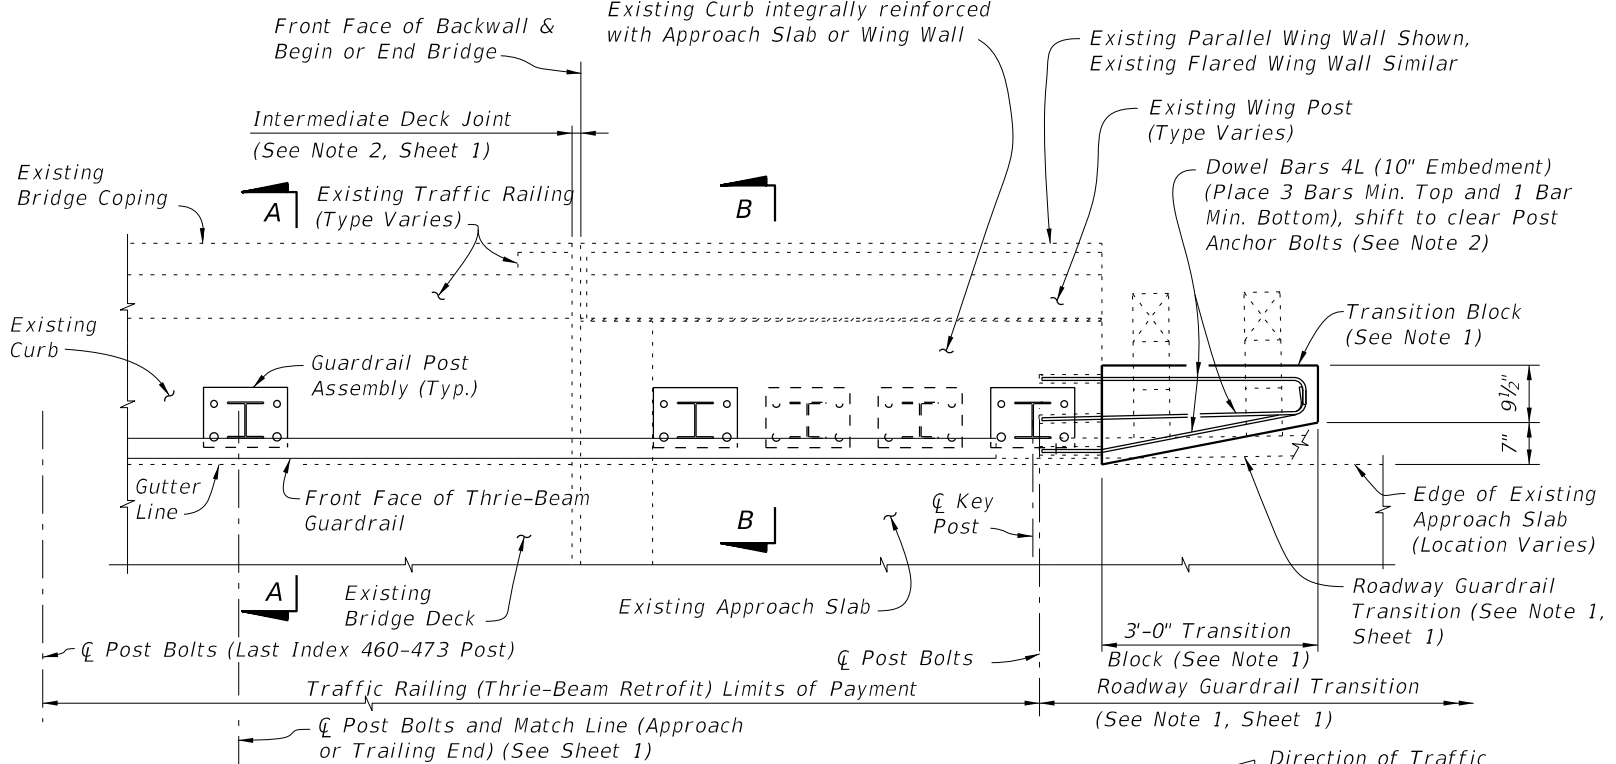 Front Face of Backwall &
Begin or End Bridge
Existing Curb integrally reinforced
with Approach Slab or Wing Wall
Existing Parallel Wing Wall Shown,
Existing Flared Wing Wall Similar
Intermediate Deck Joint
(See Note 2, Sheet 1)
Existing Wing Post
(Type Varies)
Existing
Bridge Coping
A
Existing Traffic Railing
(Type Varies)
B
Dowel Bars 4L (10" Embedment)
(Place 3 Bars Min. Top and 1 Bar
Min. Bottom), shift to clear Post
Anchor Bolts (See Note 2)
Existing
Curb
Guardrail Post
Assembly (Typ.)
Transition Block
(See Note 1)
9½"
7"
Gutter
Line
Front Face of Thrie-Beam
Guardrail
B
℄ Key
Post
Edge of Existing
Approach Slab
(Location Varies)
A
Existing
Bridge Deck
Existing Approach Slab
Roadway Guardrail
Transition (See Note 1,
Sheet 1)
℄ Post Bolts (Last Index 460-473 Post)
℄ Post Bolts
3'-0" Transition
Block (See Note 1)
Traffic Railing (Thrie-Beam Retrofit) Limits of Payment
Roadway Guardrail Transition
(See Note 1, Sheet 1)
℄ Post Bolts and Match Line (Approach
or Trailing End) (See Sheet 1)
Direction of Traffic